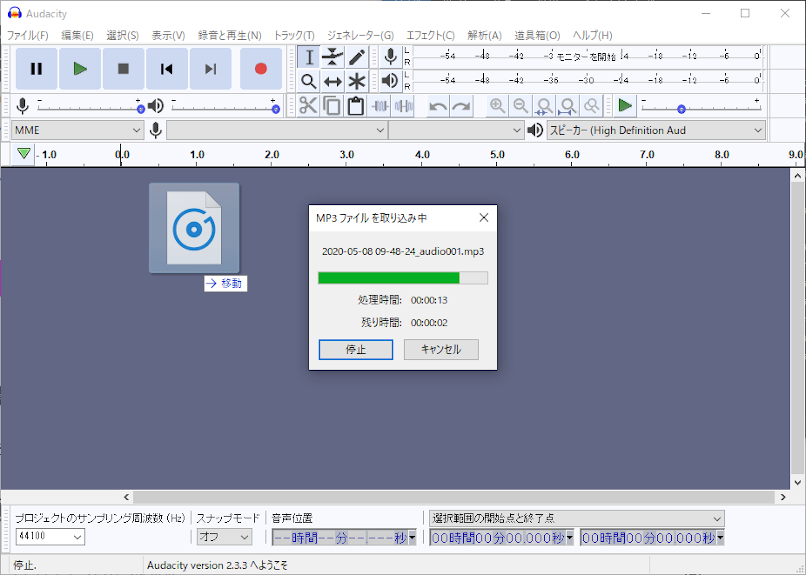 Audacity
ファイル(F) 編集(E) 選択(S) 表示(V) 録音と再生(N) トラック(T) ジェネレーター(G) エフェクト(C) 解析(A) 道具箱(O) ヘルプ(H)
L R -54 -48 -42 -3 モニターを開始 !4 -18 -12 -6 0
L R -54 -48 -42 -36 -30 -24 -18 -12 -6 0
- + - + - +
MME スピーカー (High Definition Aud
- 1.0 0.0 1.0 2.0 3.0 4.0 5.0 6.0 7.0 8.0 9.0
MP3 ファイル を取り込み中
2020-05-08 09-48-24_audio001.mp3
→ 移動
処理時間: 00:00:13
残り時間: 00:00:02
停止 キャンセル
プロジェクトのサンプリング周波数 (Hz) スナップモード 音声位置 選択範囲の開始点と終了点
44100 オフ --時間--分--.---秒 00時間00分00.000秒 00時間00分00.000秒
停止. Audacity version 2.3.3 へようこそ